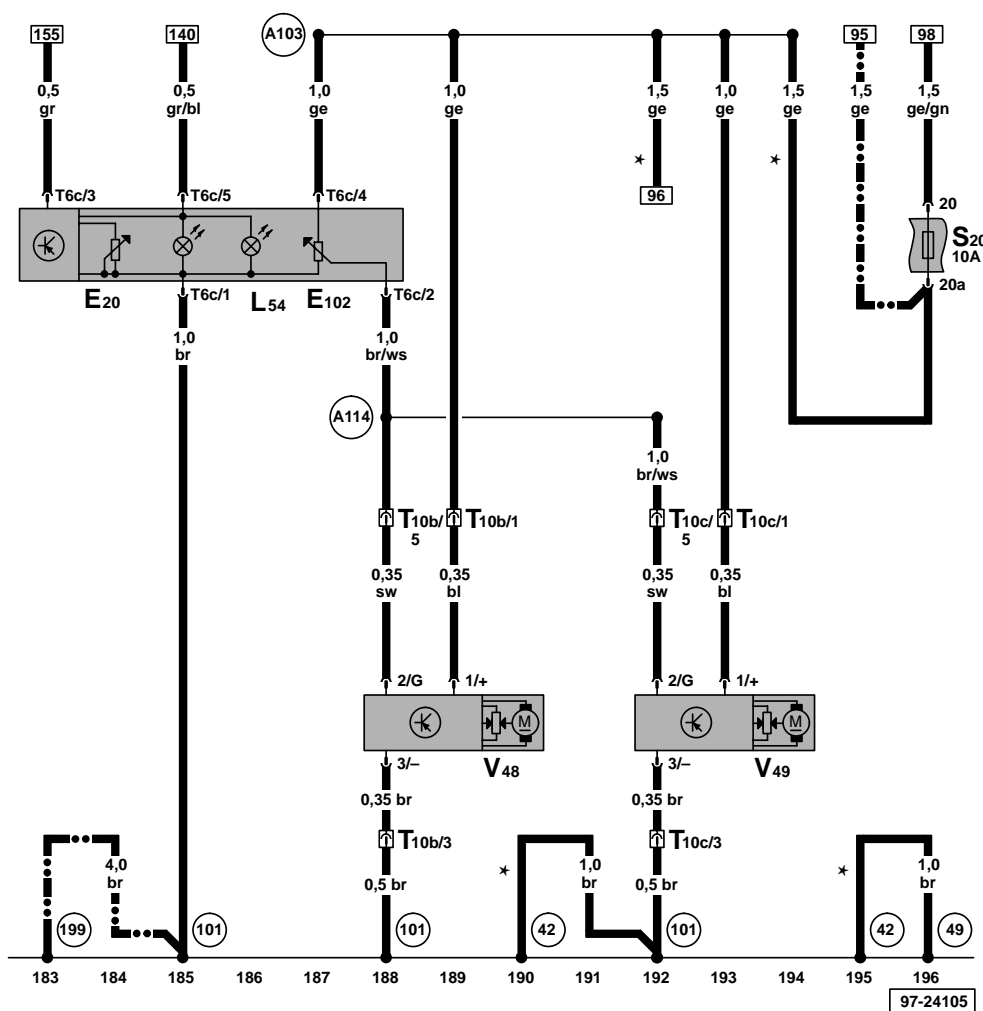 155 140 A103 95 98
0,5 0,5 1,0 1,0 1,5 1,0 1,5 1,5 1,5
gr gr/bl ge ge ge ge ge ge ge/gn
* *
T6c/3 T6c/5 T6c/4 96 20
S20
10A
E20 T6c/1 L54 E102 T6c/2 20a
1,0 1,0
br br/ws
A114
1,0
br/ws
T10b/ T10b/1 T10c/ T10c/1
5 5
0,35 0,35 0,35 0,35
sw bl sw bl
2/G 1/+ 2/G 1/+
M M
3/– V48 3/– V49
0,35 br 0,35 br
T10b/3 T10c/3
4,0 * 1,0 * 1,0
br br br
0,5 br 0,5 br
199 101 101 42 101 42 49
183 184 185 186 187 188 189 190 191 192 193 194 195 196
97-24105